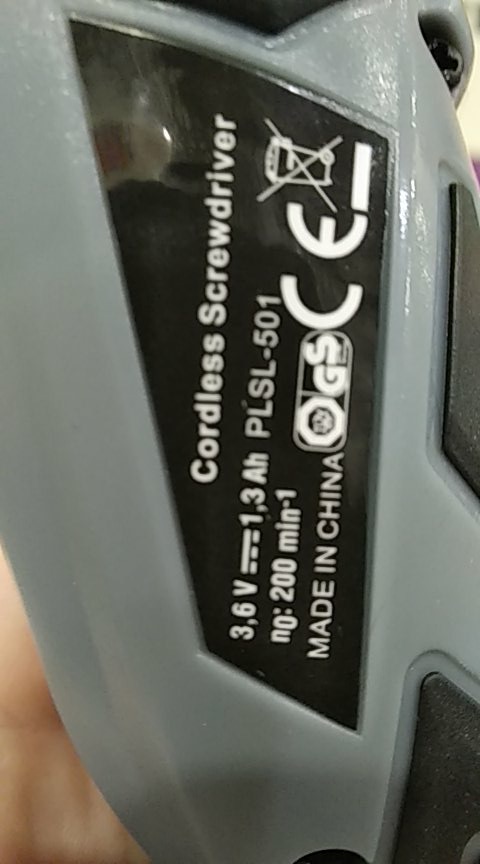 Cordless Screwdriver
3,6 V ⎓ 1,3 Ah PLSL-501
n₀: 200 min-1
MADE IN CHINA GS CE